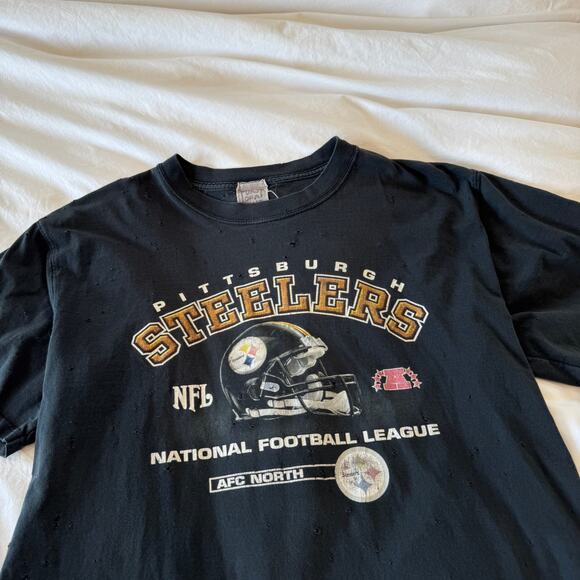 PITTSBURGH
STEELERS
NFL
A
NATIONAL FOOTBALL LEAGUE
AFC NORTH